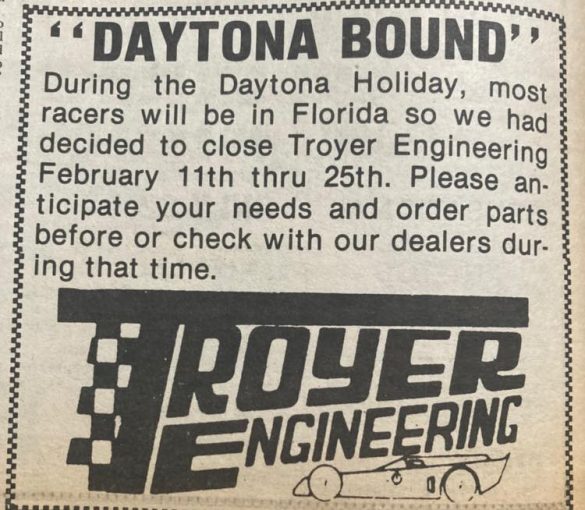 “DAYTONA BOUND”
During the Daytona Holiday, most
racers will be in Florida so we had
decided to close Troyer Engineering
February 11th thru 25th. Please an-
ticipate your needs and order parts
before or check with our dealers dur-
ing that time.
TROYER
ENGINEERING